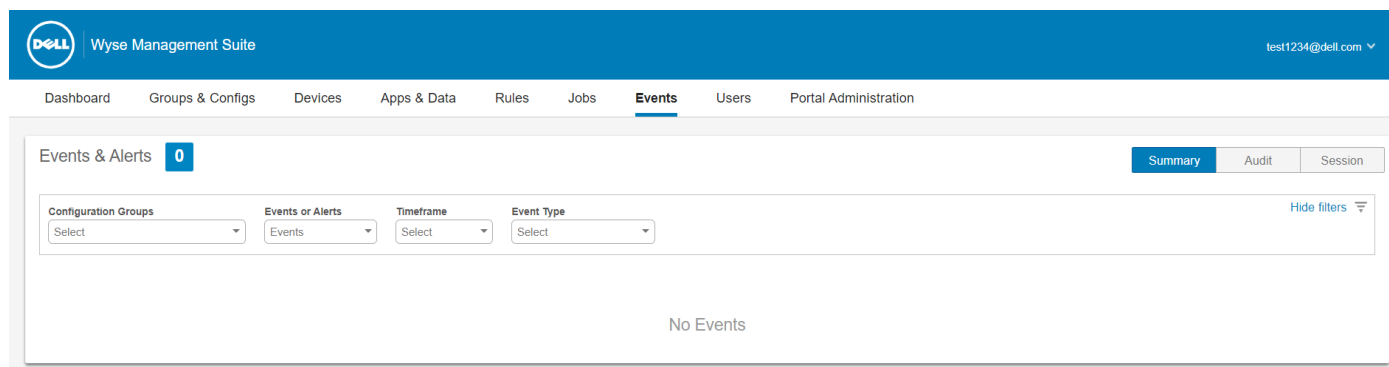 DELL
Wyse Management Suite
test1234@dell.com
Dashboard Groups & Configs Devices Apps & Data Rules Jobs Events Users Portal Administration
Events & Alerts 0
Summary Audit Session
Configuration Groups Events or Alerts Timeframe Event Type
Hide filters
Select Events Select Select
No Events